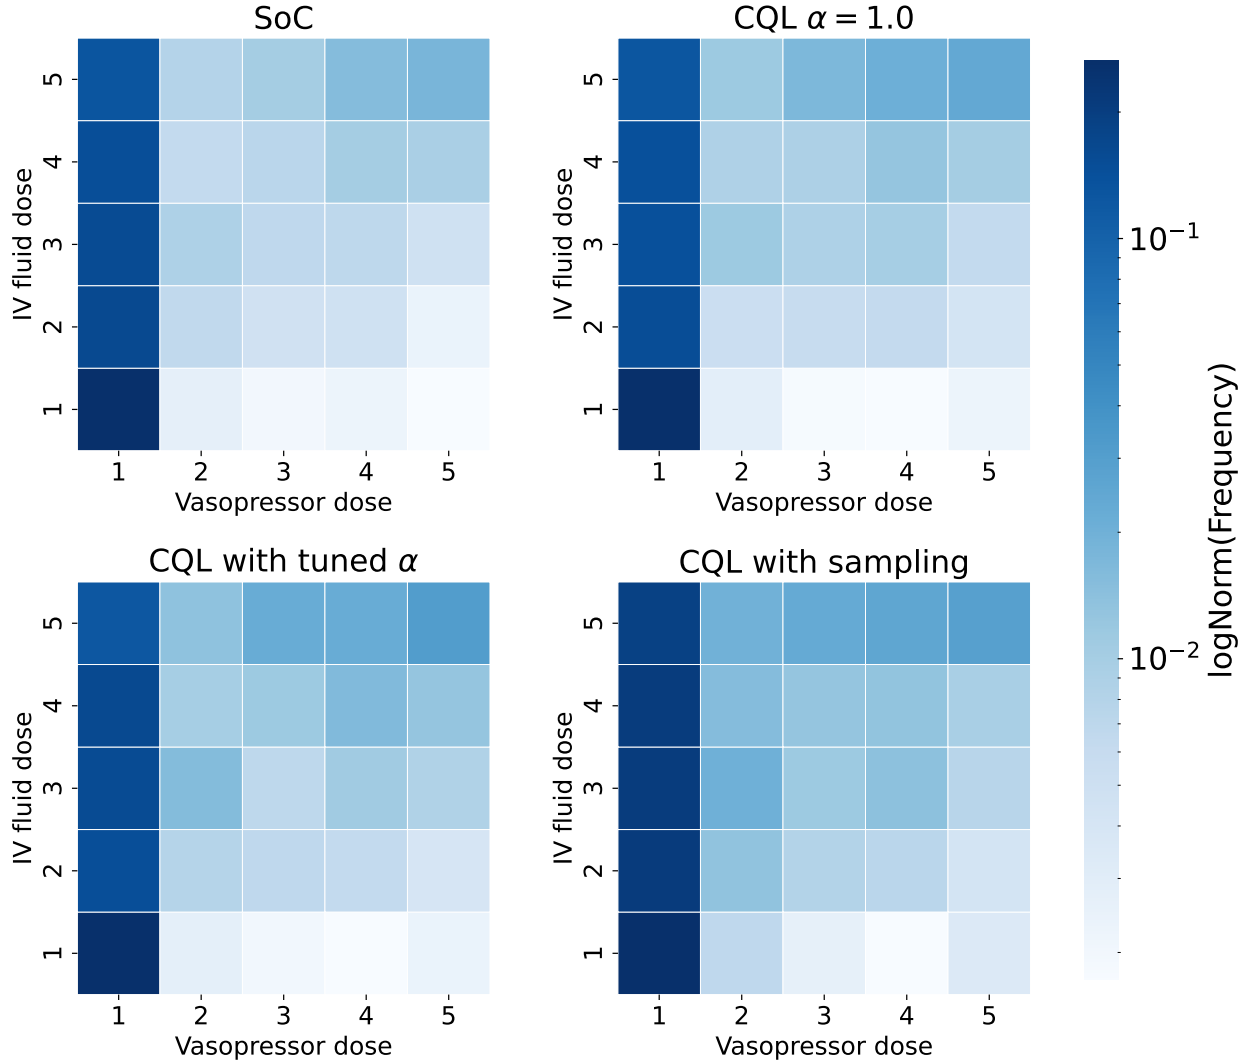 SoC
5
4
3
2
1
IV fluid dose
1 2 3 4 5
Vasopressor dose
CQL α = 1.0
5
4
3
2
1
IV fluid dose
1 2 3 4 5
Vasopressor dose
CQL with tuned α
5
4
3
2
1
IV fluid dose
1 2 3 4 5
Vasopressor dose
CQL with sampling
5
4
3
2
1
IV fluid dose
1 2 3 4 5
Vasopressor dose
10⁻¹
10⁻²
logNorm(Frequency)